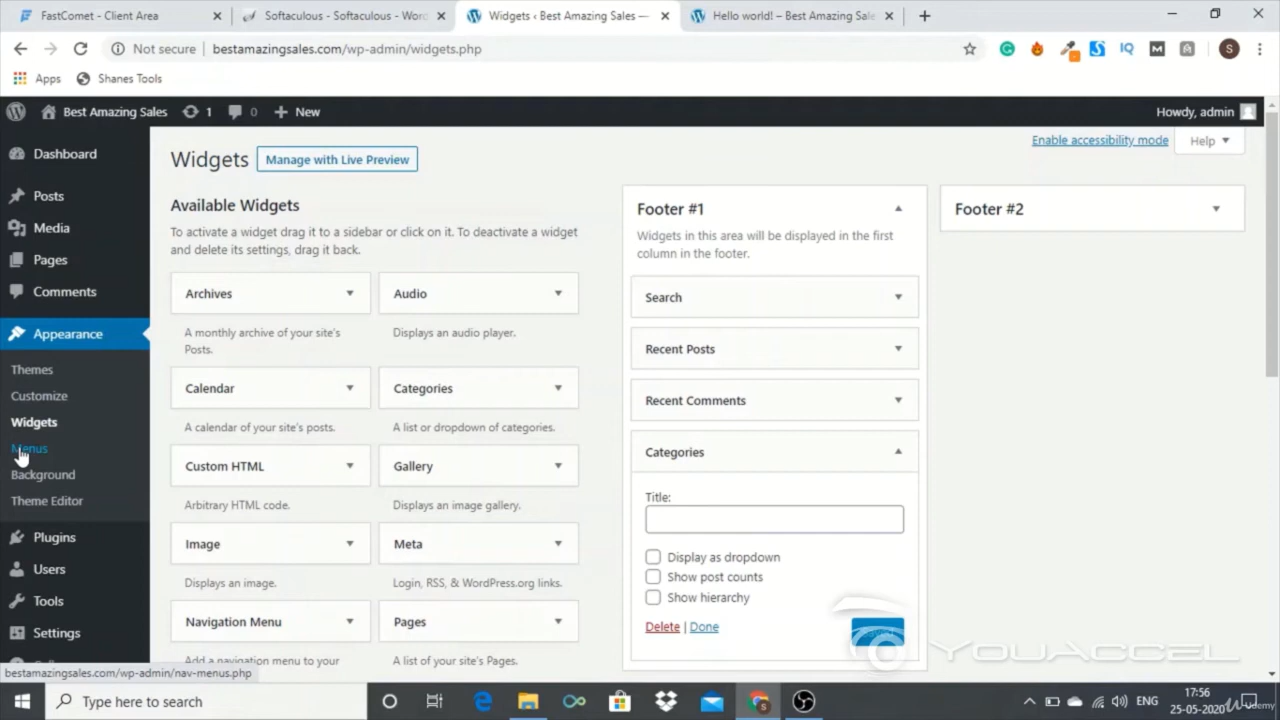 FastComet - Client Area
Softaculous - Softaculous - Wor
Widgets ‹ Best Amazing Sales —
Hello world! – Best Amazing Sale
Not secure | bestamazingsales.com/wp-admin/widgets.php
S
Apps
Shanes Tools
Best Amazing Sales
1
0
New
Howdy, admin
Dashboard
Posts
Media
Pages
Comments
Appearance
Themes
Customize
Widgets
Menus
Background
Theme Editor
Plugins
Users
Tools
Settings
Enable accessibility mode
Help
Widgets
Manage with Live Preview
Available Widgets
To activate a widget drag it to a sidebar or click on it. To deactivate a widget
and delete its settings, drag it back.
Archives
Audio
A monthly archive of your site's
Posts.
Displays an audio player.
Calendar
Categories
A calendar of your site's posts.
A list or dropdown of categories.
Custom HTML
Gallery
Arbitrary HTML code.
Displays an image gallery.
Image
Meta
Displays an image.
Login, RSS, & WordPress.org links.
Navigation Menu
Pages
Add a navigation menu to your
A list of your site's Pages.
Footer #1
Widgets in this area will be displayed in the first
column in the footer.
Search
Recent Posts
Recent Comments
Categories
Title:
Display as dropdown
Show post counts
Show hierarchy
Delete | Done
Footer #2
YOUACCEL
bestamazingsales.com/wp-admin/nav-menus.php
Type here to search
ENG
17:56
25-05-2020
Udemy